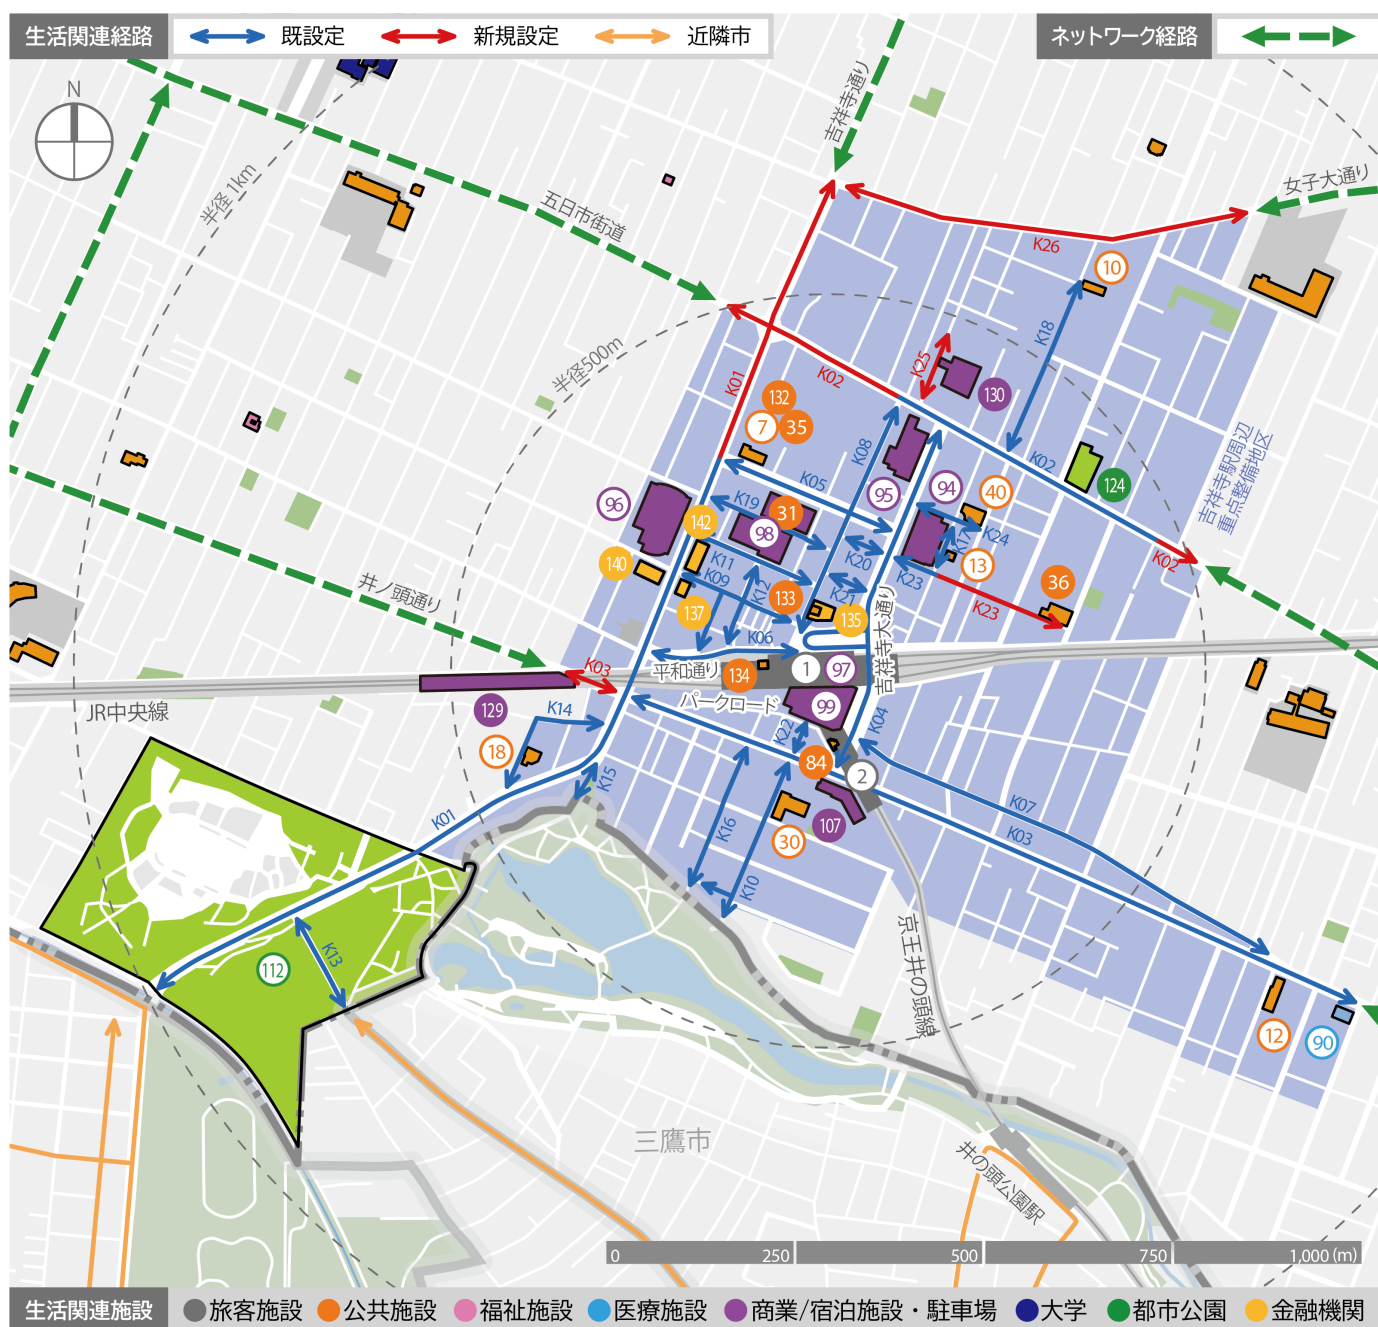 生活関連経路
既設定
新規設定
近隣市
ネットワーク経路
N
吉祥寺通り
女子大通り
半径1km
五日市街道
K26
10
K18
半径500m
K01
K02
K25
130
132
7
35
K08
K02
吉祥寺駅周辺
重点整備地区
124
K05
95
94
40
96
142
K19
31
98
K24
K17
K20
13
K02
140
K11
K09
K12
133
K23
K21
36
K23
井ノ頭通り
137
135
K06
吉祥寺大通り
K03
平和通り
134
1
97
パークロード
99
JR中央線
129
K14
K22
K04
18
84
2
K15
K07
K01
K16
107
K03
30
K10
112
K13
京王井の頭線
12
90
三鷹市
井の頭公園駅
0
250
500
750
1,000 (m)
生活関連施設
旅客施設
公共施設
福祉施設
医療施設
商業/宿泊施設・駐車場
大学
都市公園
金融機関